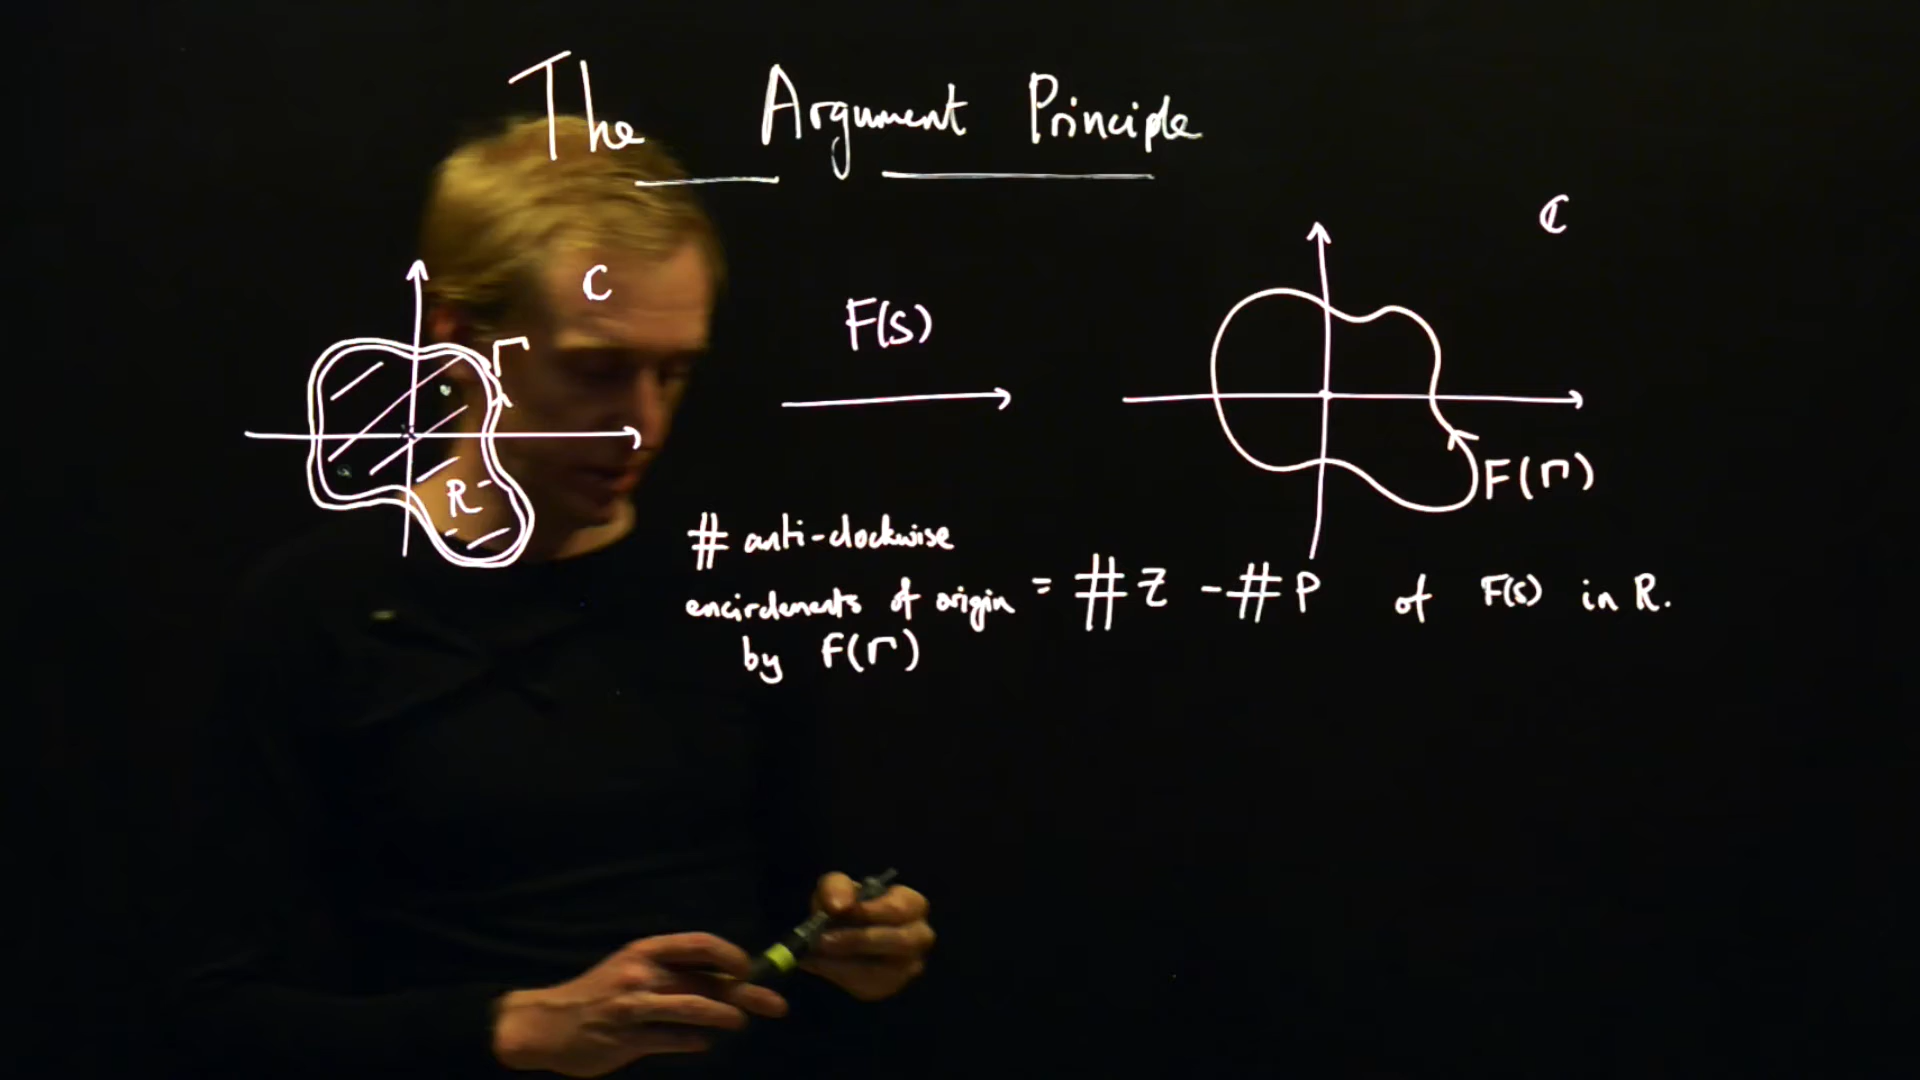 The Argument Principle
ℂ
C
F(s)
Γ
R
F(Γ)
# anti-clockwise
encirclements of origin = #Z - #P of F(s) in R.
by F(Γ)